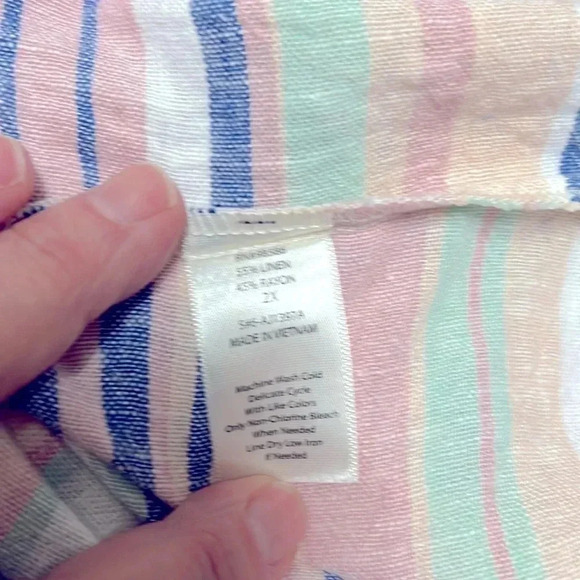 55% LINEN
45% RAYON
2X
MADE IN VIETNAM
Machine Wash Cold
Delicate Cycle
With Like Colors
Only Non-Chlorine Bleach
When Needed
Line Dry Low Iron
If Needed